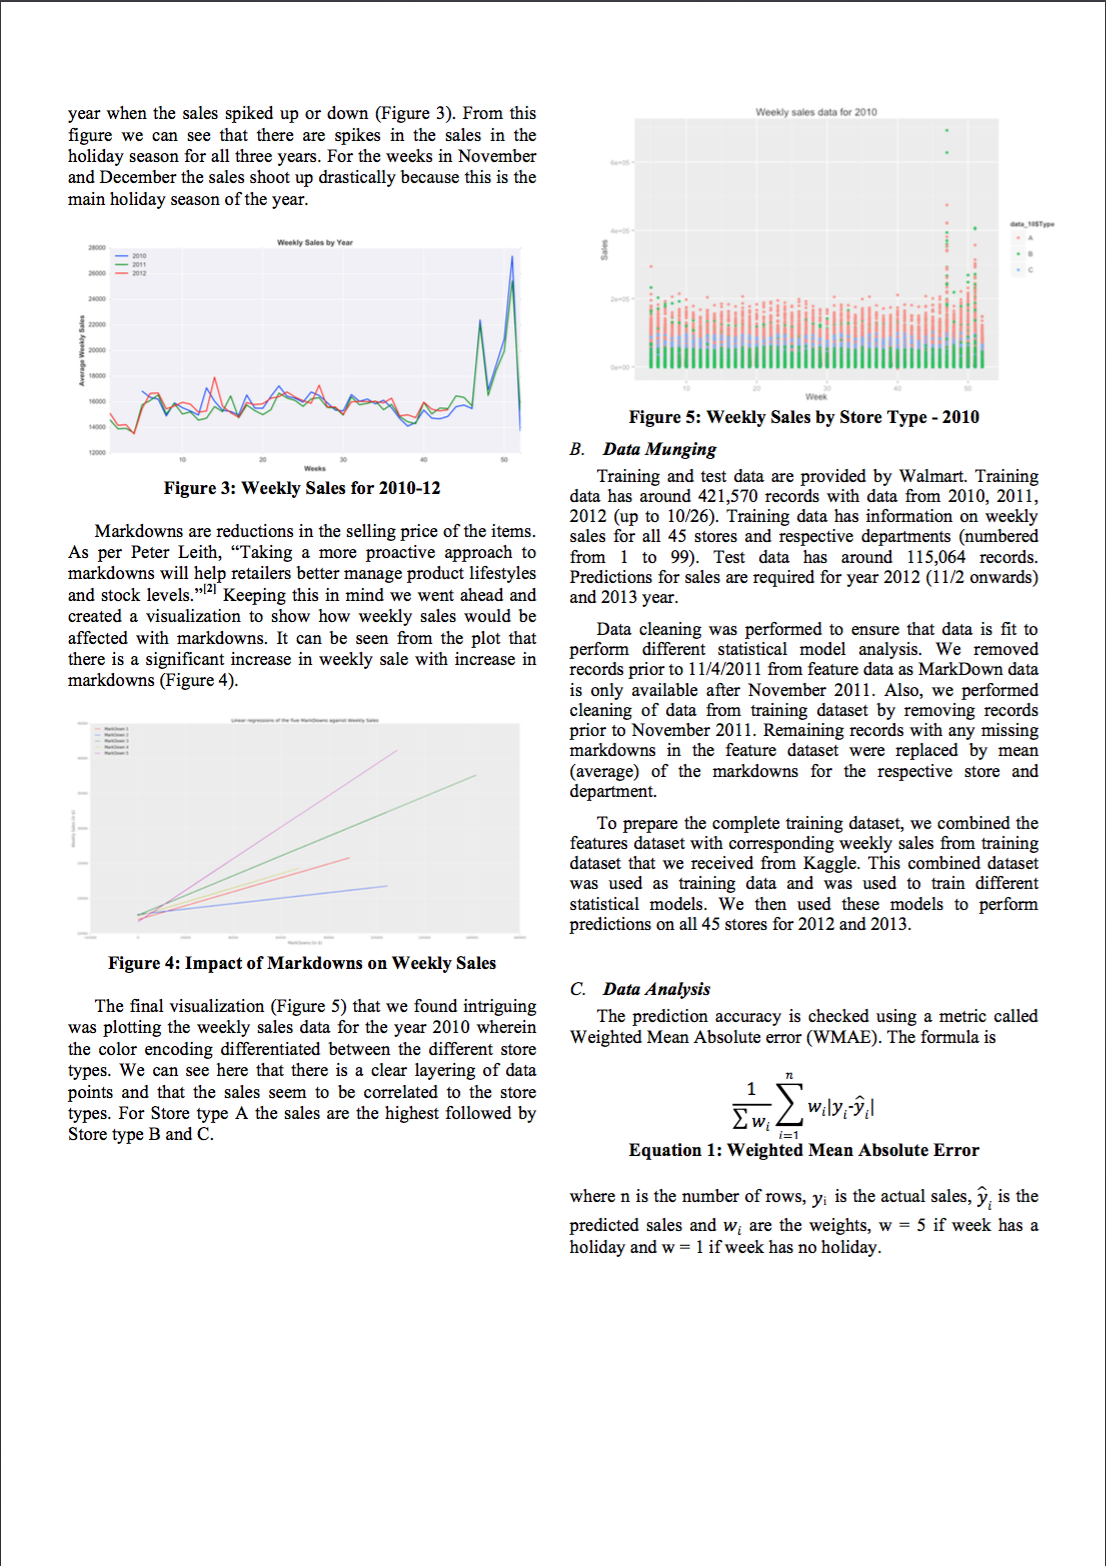 year when the sales spiked up or down (Figure 3). From this
figure we can see that there are spikes in the sales in the
holiday season for all three years. For the weeks in November
and December the sales shoot up drastically because this is the
main holiday season of the year.
Weekly Sales by Year
28000
26000
24000
22000
20000
18000
16000
14000
12000
2010
2011
2012
Average Weekly Sales
10
20
30
40
50
Weeks
Figure 3: Weekly Sales for 2010-12
Markdowns are reductions in the selling price of the items.
As per Peter Leith, “Taking a more proactive approach to
markdowns will help retailers better manage product lifestyles
and stock levels.”[2] Keeping this in mind we went ahead and
created a visualization to show how weekly sales would be
affected with markdowns. It can be seen from the plot that
there is a significant increase in weekly sale with increase in
markdowns (Figure 4).
Linear regressions of the five MarkDowns against Weekly Sales
MarkDown 1
MarkDown 2
MarkDown 3
MarkDown 4
MarkDown 5
Figure 4: Impact of Markdowns on Weekly Sales
The final visualization (Figure 5) that we found intriguing
was plotting the weekly sales data for the year 2010 wherein
the color encoding differentiated between the different store
types. We can see here that there is a clear layering of data
points and that the sales seem to be correlated to the store
types. For Store type A the sales are the highest followed by
Store type B and C.
Weekly sales data for 2010
6e+05
4e+05
2e+05
0e+00
Sales
data_10$Type
A
B
C
10
20
30
40
50
Week
Figure 5: Weekly Sales by Store Type - 2010
B. Data Munging
Training and test data are provided by Walmart. Training
data has around 421,570 records with data from 2010, 2011,
2012 (up to 10/26). Training data has information on weekly
sales for all 45 stores and respective departments (numbered
from 1 to 99). Test data has around 115,064 records.
Predictions for sales are required for year 2012 (11/2 onwards)
and 2013 year.
Data cleaning was performed to ensure that data is fit to
perform different statistical model analysis. We removed
records prior to 11/4/2011 from feature data as MarkDown data
is only available after November 2011. Also, we performed
cleaning of data from training dataset by removing records
prior to November 2011. Remaining records with any missing
markdowns in the feature dataset were replaced by mean
(average) of the markdowns for the respective store and
department.
To prepare the complete training dataset, we combined the
features dataset with corresponding weekly sales from training
dataset that we received from Kaggle. This combined dataset
was used as training data and was used to train different
statistical models. We then used these models to perform
predictions on all 45 stores for 2012 and 2013.
C. Data Analysis
The prediction accuracy is checked using a metric called
Weighted Mean Absolute error (WMAE). The formula is
1/∑wᵢ ∑ᵢ₌₁ⁿ wᵢ|yᵢ-ŷᵢ|
Equation 1: Weighted Mean Absolute Error
where n is the number of rows, yᵢ is the actual sales, ŷᵢ is the
predicted sales and wᵢ are the weights, w = 5 if week has a
holiday and w = 1 if week has no holiday.